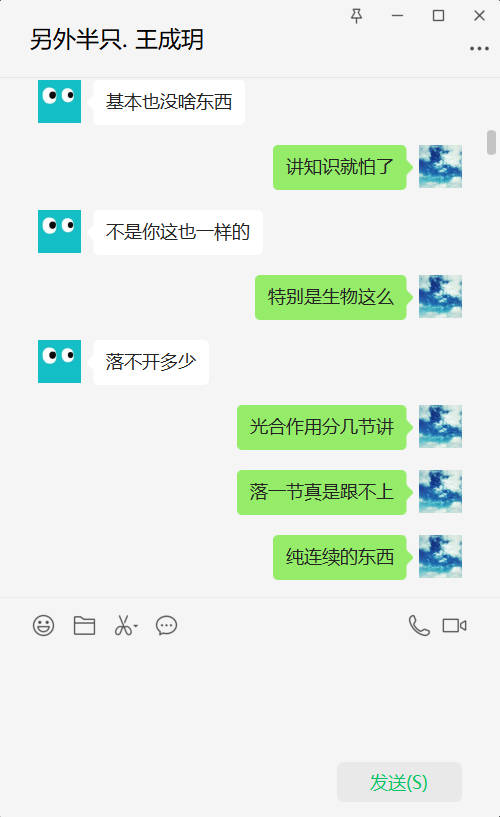 另外半只. 王成玥
基本也没啥东西
讲知识就怕了
不是你这也一样的
特别是生物这么
落不开多少
光合作用分几节讲
落一节真是跟不上
纯连续的东西
发送(S)